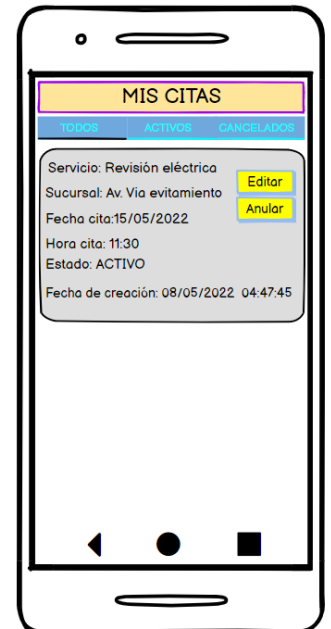 MIS CITAS
TODOS ACTIVOS CANCELADOS
Servicio: Revisión eléctrica
Editar
Sucursal: Av. Via evitamiento
Anular
Fecha cita:15/05/2022
Hora cita: 11:30
Estado: ACTIVO
Fecha de creación: 08/05/2022 04:47:45